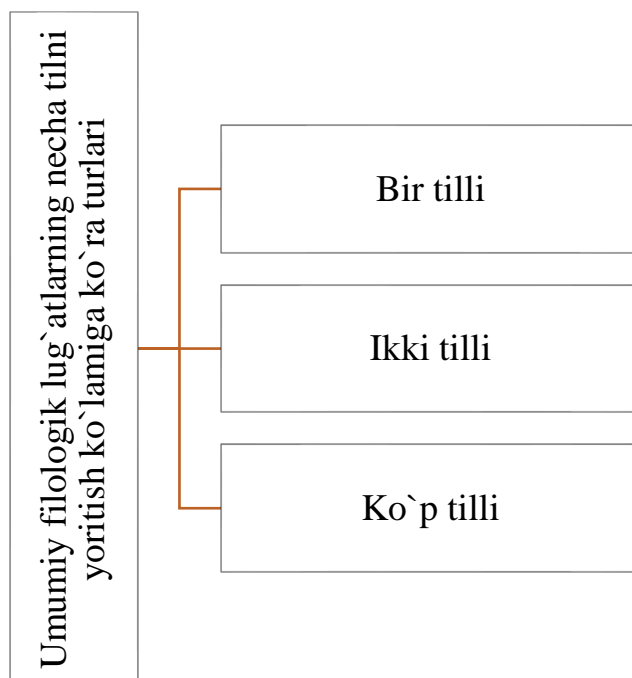 Umumiy filologik lug`atlarning necha tilni
yoritish ko`lamiga ko`ra turlari
Bir tilli
Ikki tilli
Ko`p tilli